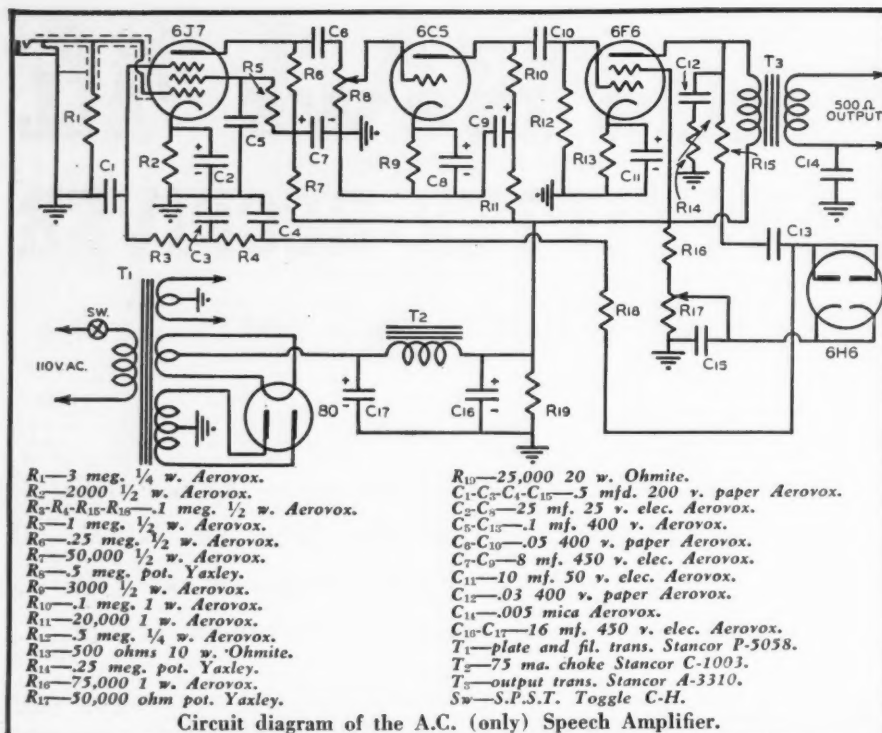 6J7
6C5
6F6
C6
C10
C12
T3
R5
R6
R8
R10
R1
R12
500 Ω
OUTPUT
C5
C7
C9
R2
C2
R9
C8
R13
C11
R15
C14
C1
R7
R11
R14
C13
R3
C3
R4
C4
R16
T1
SW.
T2
R18
R17
110V AC.
6H6
C15
80
C17
C16
R19
R1—3 meg. 1/4 w. Aerovox.
R2—2000 1/2 w. Aerovox.
R3-R4-R15-R18—.1 meg. 1/2 w. Aerovox.
R5—1 meg. 1/2 w. Aerovox.
R6—.25 meg. 1/2 w. Aerovox.
R7—50,000 1/2 w. Aerovox.
R8—.5 meg. pot. Yaxley.
R9—3000 1/2 w. Aerovox.
R10—.1 meg. 1 w. Aerovox.
R11—20,000 1 w. Aerovox.
R12—.5 meg. 1/4 w. Aerovox.
R13—500 ohms 10 w. Ohmite.
R14—.25 meg. pot. Yaxley.
R16—75,000 1 w. Aerovox.
R17—50,000 ohm pot. Yaxley.
R19—25,000 20 w. Ohmite.
C1-C3-C4-C15—.5 mfd. 200 v. paper Aerovox.
C2-C8—25 mf. 25 v. elec. Aerovox.
C5-C13—.1 mf. 400 v. Aerovox.
C6-C10—.05 400 v. paper Aerovox.
C7-C9—8 mf. 450 v. elec. Aerovox.
C11—10 mf. 50 v. elec. Aerovox.
C12—.03 400 v. paper Aerovox.
C14—.005 mica Aerovox.
C16-C17—16 mf. 450 v. elec. Aerovox.
T1—plate and fil. trans. Stancor P-5058.
T2—75 ma. choke Stancor C-1003.
T3—output trans. Stancor A-3310.
Sw—S.P.S.T. Toggle C-H.
Circuit diagram of the A.C. (only) Speech Amplifier.